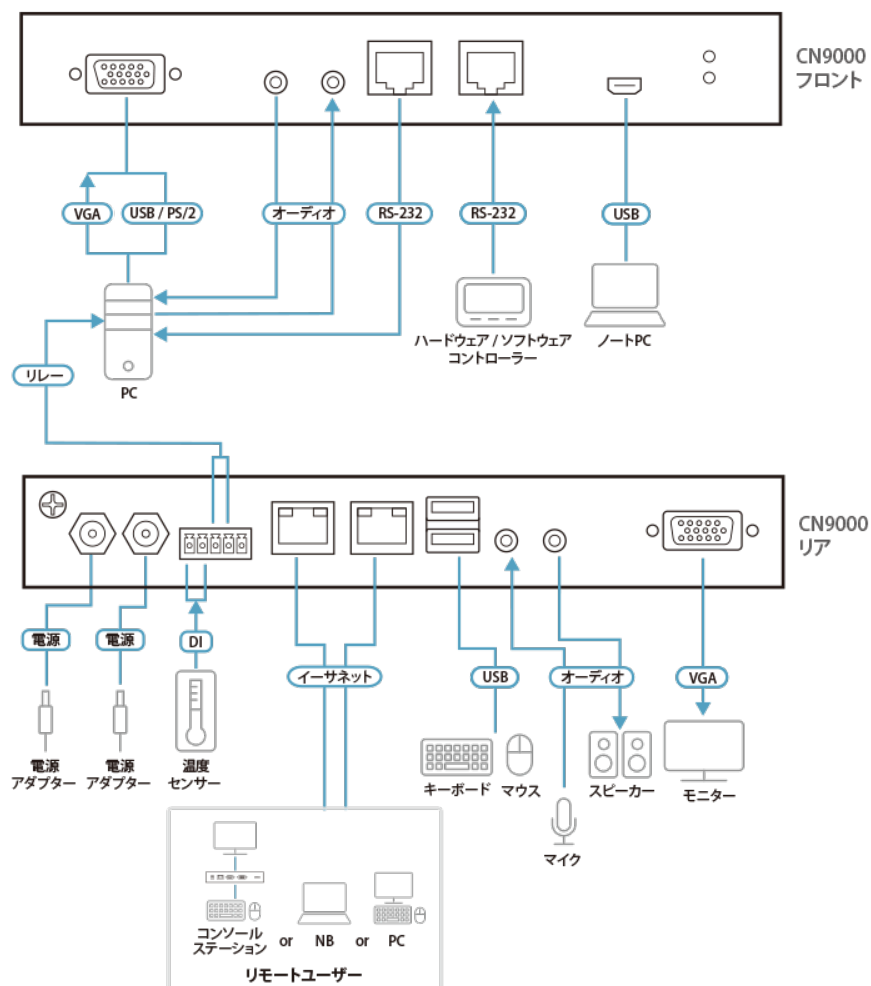 CN9000
フロント
VGA
USB / PS/2
オーディオ
RS-232
RS-232
USB
ハードウェア / ソフトウェア
コントローラー
ノートPC
PC
リレー
CN9000
リア
電源
電源
DI
イーサネット
USB
オーディオ
VGA
電源
アダプター
電源
アダプター
温度
センサー
キーボード
マウス
スピーカー
モニター
マイク
コンソール
ステーション
or
NB
or
PC
リモートユーザー